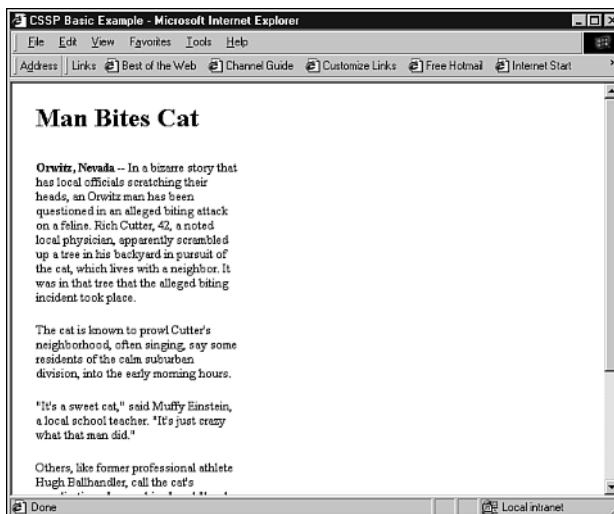 CSSP Basic Example - Microsoft Internet Explorer
File Edit View Favorites Tools Help
Address Links Best of the Web Channel Guide Customize Links Free Hotmail Internet Start
Man Bites Cat
Orwitz, Nevada -- In a bizarre story that
has local officials scratching their
heads, an Orwitz man has been
questioned in an alleged biting attack
on a feline. Rich Cutter, 42, a noted
local physician, apparently scrambled
up a tree in his backyard in pursuit of
the cat, which lives with a neighbor. It
was in that tree that the alleged biting
incident took place.
The cat is known to prowl Cutter's
neighborhood, often singing, say some
residents of the calm suburban
division, into the early morning hours.
"It's a sweet cat," said Muffy Einstein,
a local school teacher. "It's just crazy
what that man did."
Others, like former professional athlete
Hugh Ballhandler, call the cat's
Done Local intranet